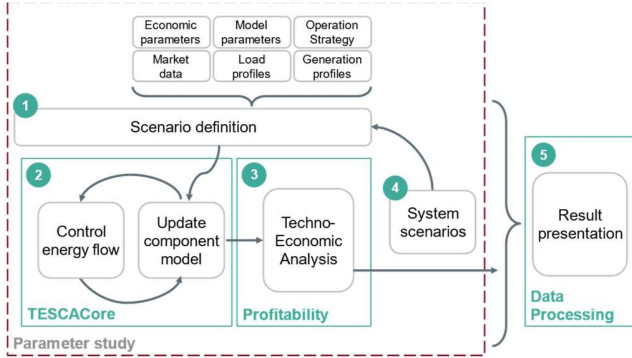 Economic
parameters
Model
parameters
Operation
Strategy
Market
data
Load
profiles
Generation
profiles
1
Scenario definition
2
Control
energy flow
Update
component
model
TESCACore
3
Techno-
Economic
Analysis
Profitability
4
System
scenarios
5
Result
presentation
Data
Processing
Parameter study